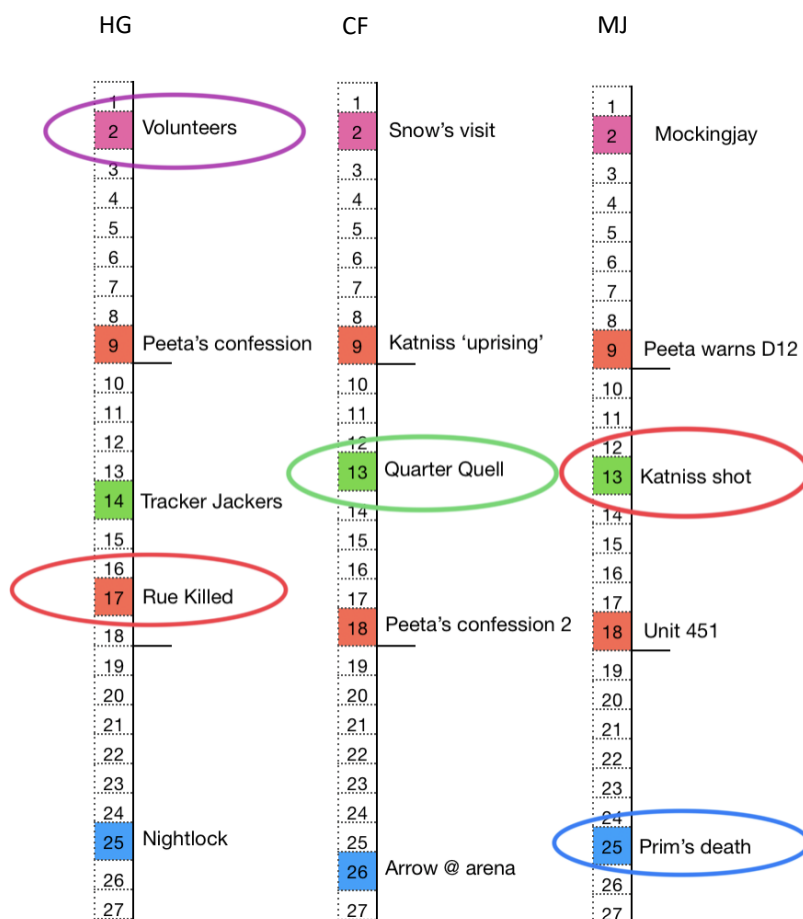 HG CF MJ
1 1 1
2 Volunteers 2 Snow’s visit 2 Mockingjay
3 3 3
4 4 4
5 5 5
6 6 6
7 7 7
8 8 8
9 Peeta’s confession 9 Katniss ‘uprising’ 9 Peeta warns D12
10 10 10
11 11 11
12 12 12
13 13 Quarter Quell 13 Katniss shot
14 Tracker Jackers 14 14
15 15 15
16 16 16
17 Rue Killed 17 17
18 18 Peeta’s confession 2 18 Unit 451
19 19 19
20 20 20
21 21 21
22 22 22
23 23 23
24 24 24
25 Nightlock 25 25 Prim’s death
26 26 Arrow @ arena 26
27 27 27